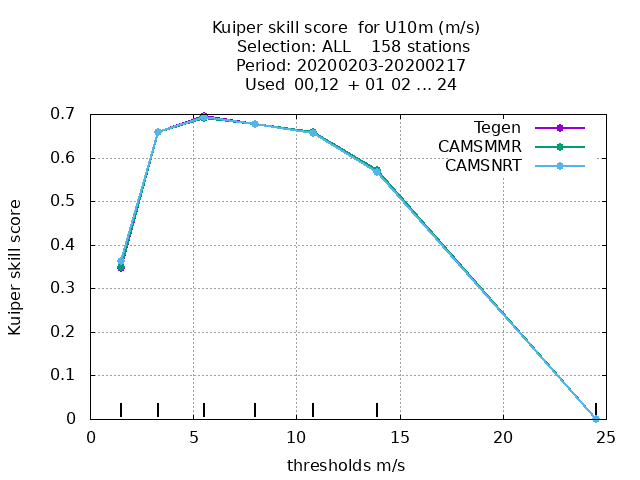 Kuiper skill score  for U10m (m/s)
Selection: ALL    158 stations
Period: 20200203-20200217
Used  00,12  + 01 02 ... 24
Tegen
CAMSMMR
CAMSNRT
Kuiper skill score
0.7
0.6
0.5
0.4
0.3
0.2
0.1
0
0 5 10 15 20 25
thresholds m/s